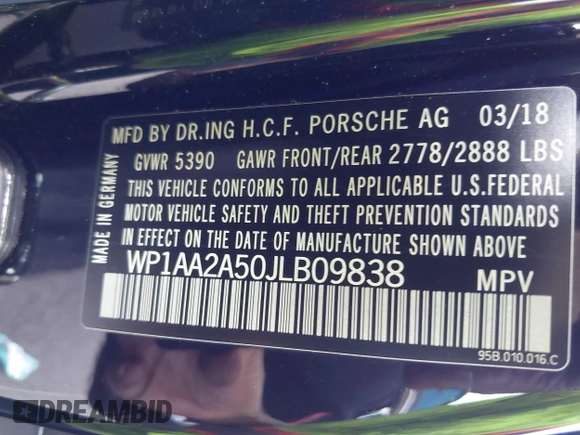 MFD BY DR.ING H.C.F. PORSCHE AG 03/18
GVWR 5390 GAWR FRONT/REAR 2778/2888 LBS
THIS VEHICLE CONFORMS TO ALL APPLICABLE U.S.FEDERAL
MOTOR VEHICLE SAFETY AND THEFT PREVENTION STANDARDS
IN EFFECT ON THE DATE OF MANUFACTURE SHOWN ABOVE.
WP1AA2A50JLB09838 MPV
MADE IN GERMANY
95B.010.016.C
DREAMBID